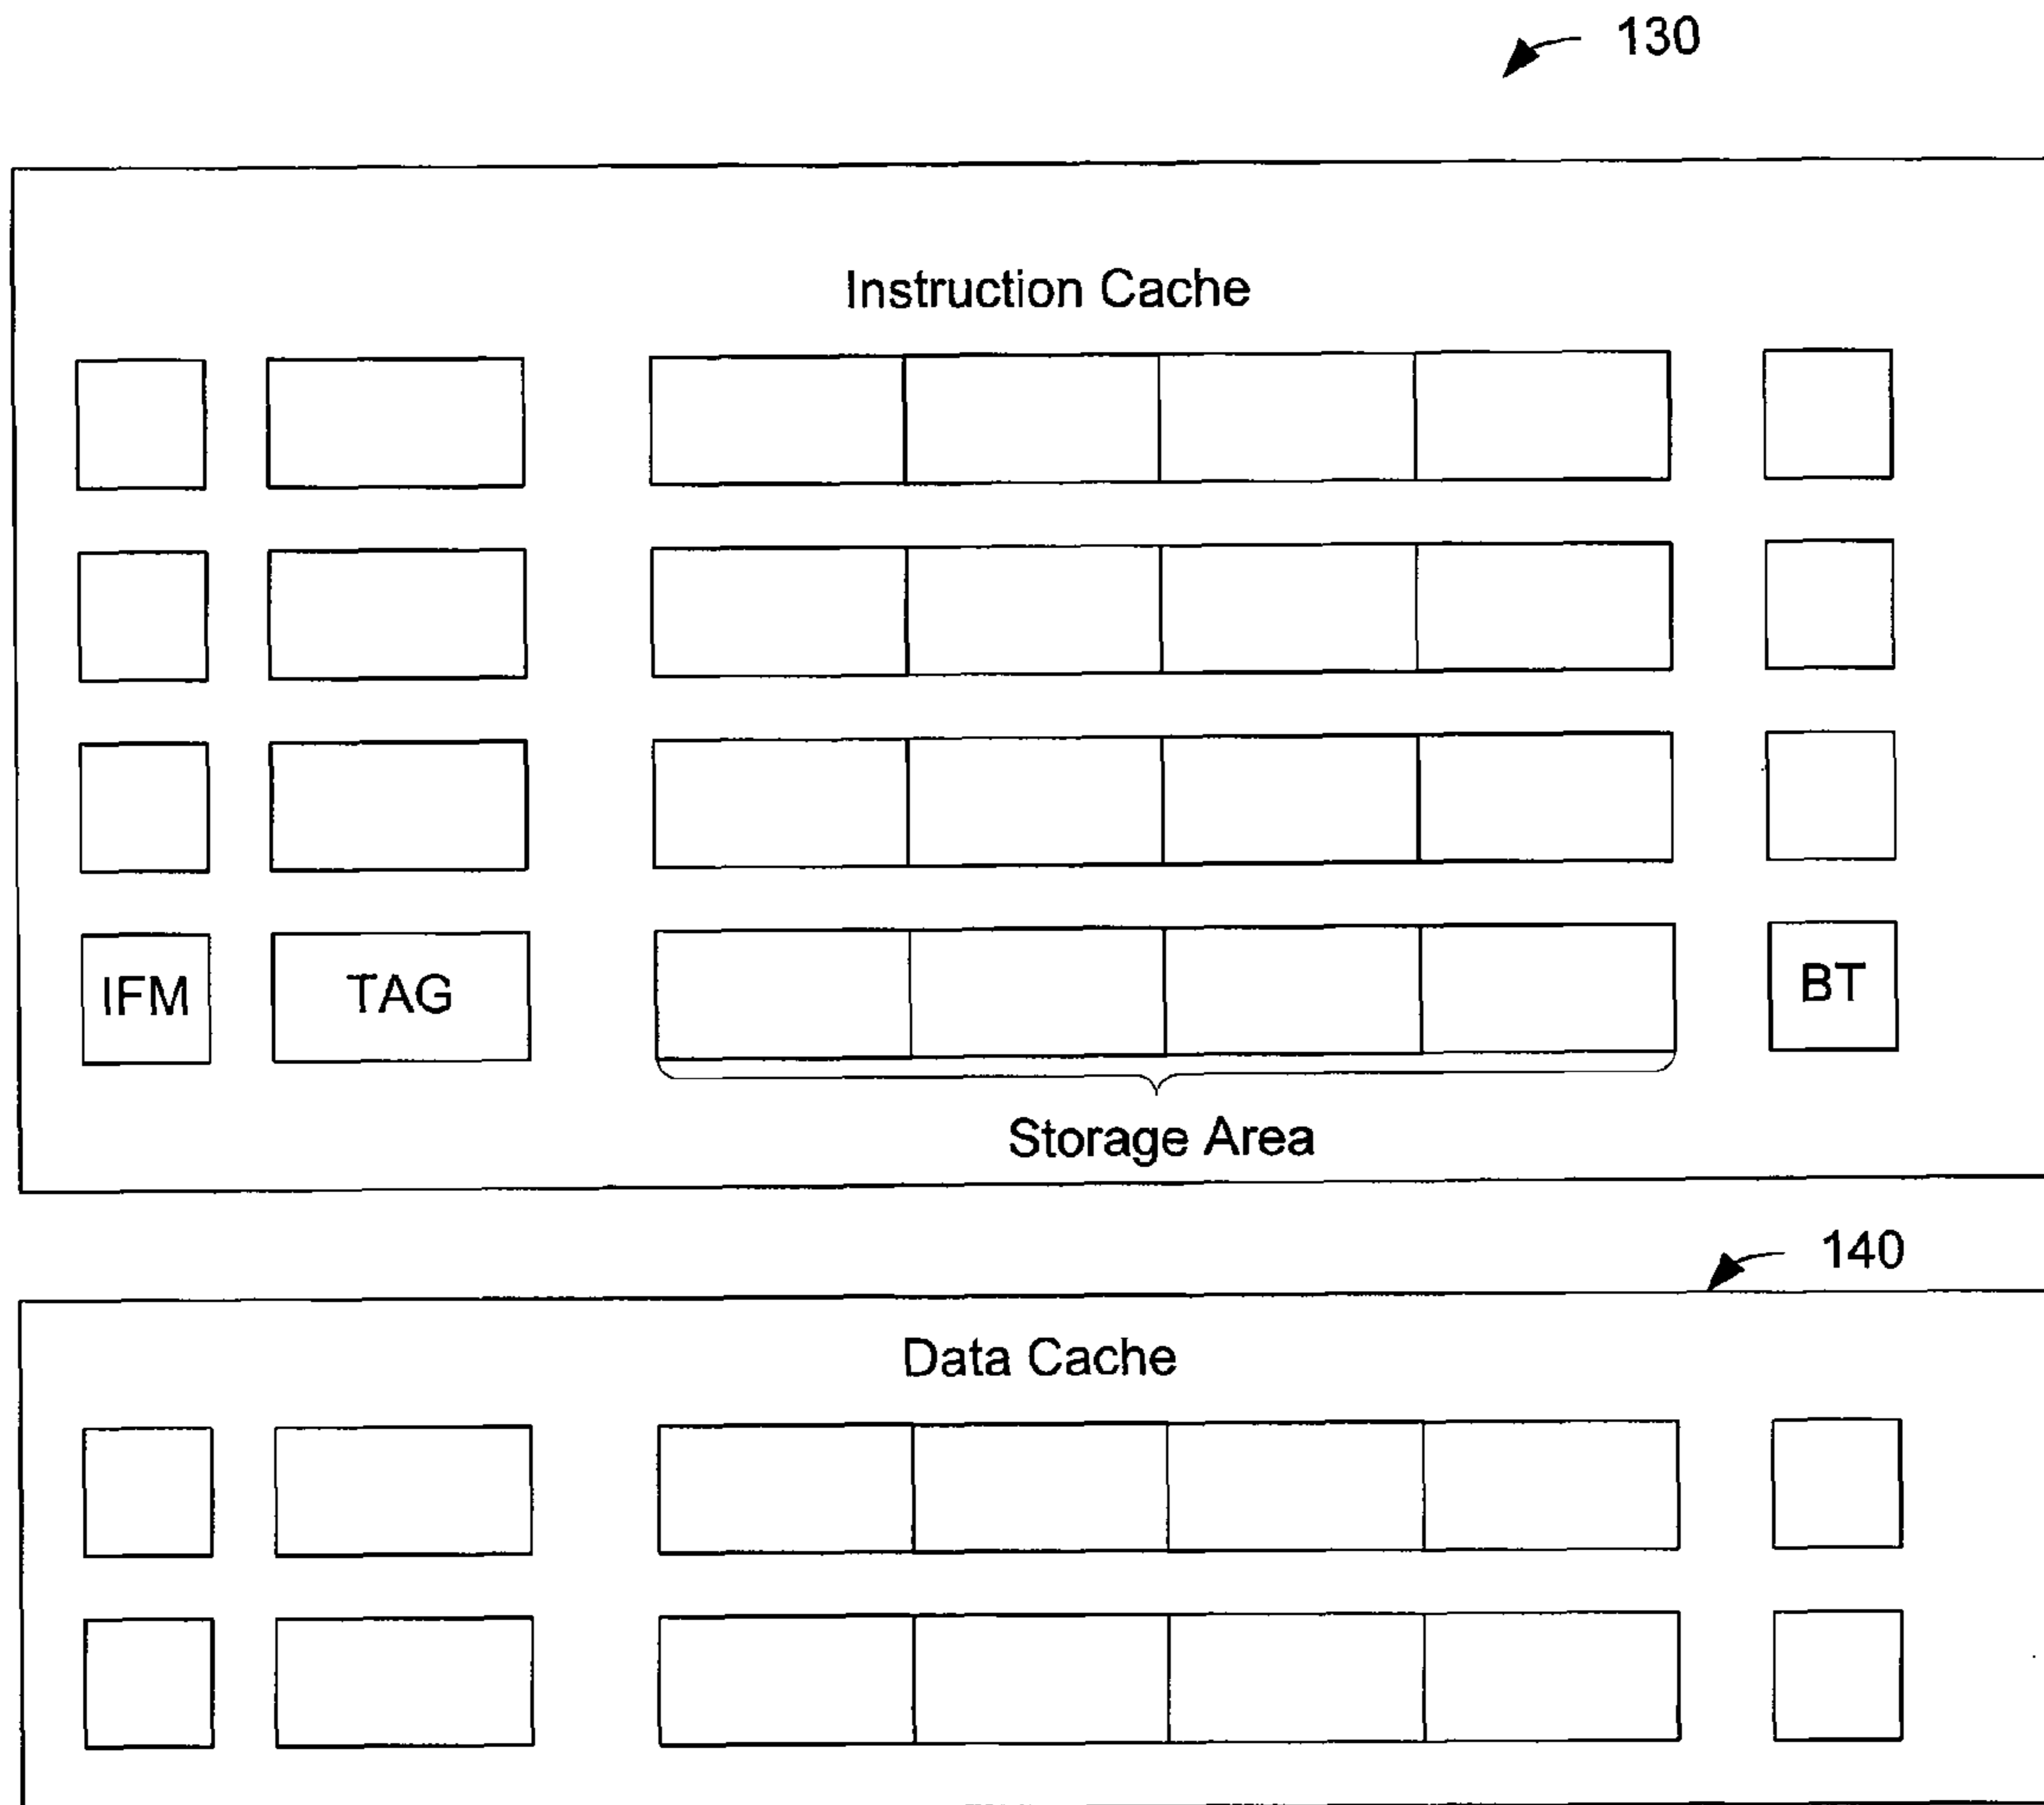 130
Instruction Cache
IFM TAG BT
Storage Area
140
Data Cache